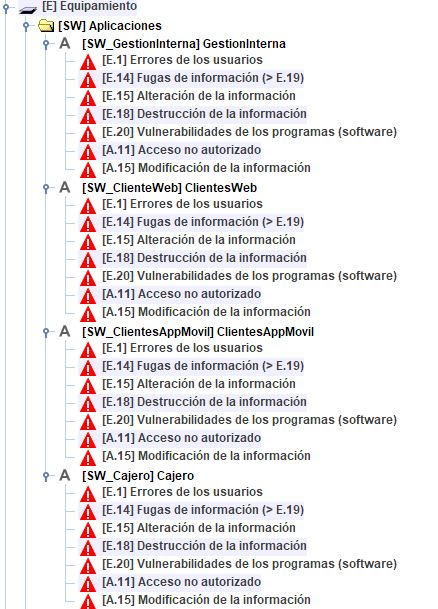 [E] Equipamiento
[SW] Aplicaciones
A [SW_GestionInterna] GestionInterna
[E.1] Errores de los usuarios
[E.14] Fugas de información (> E.19)
[E.15] Alteración de la información
[E.18] Destrucción de la información
[E.20] Vulnerabilidades de los programas (software)
[A.11] Acceso no autorizado
[A.15] Modificación de la información
A [SW_ClienteWeb] ClientesWeb
[E.1] Errores de los usuarios
[E.14] Fugas de información (> E.19)
[E.15] Alteración de la información
[E.18] Destrucción de la información
[E.20] Vulnerabilidades de los programas (software)
[A.11] Acceso no autorizado
[A.15] Modificación de la información
A [SW_ClientesAppMovil] ClientesAppMovil
[E.1] Errores de los usuarios
[E.14] Fugas de información (> E.19)
[E.15] Alteración de la información
[E.18] Destrucción de la información
[E.20] Vulnerabilidades de los programas (software)
[A.11] Acceso no autorizado
[A.15] Modificación de la información
A [SW_Cajero] Cajero
[E.1] Errores de los usuarios
[E.14] Fugas de información (> E.19)
[E.15] Alteración de la información
[E.18] Destrucción de la información
[E.20] Vulnerabilidades de los programas (software)
[A.11] Acceso no autorizado
[A.15] Modificación de la información